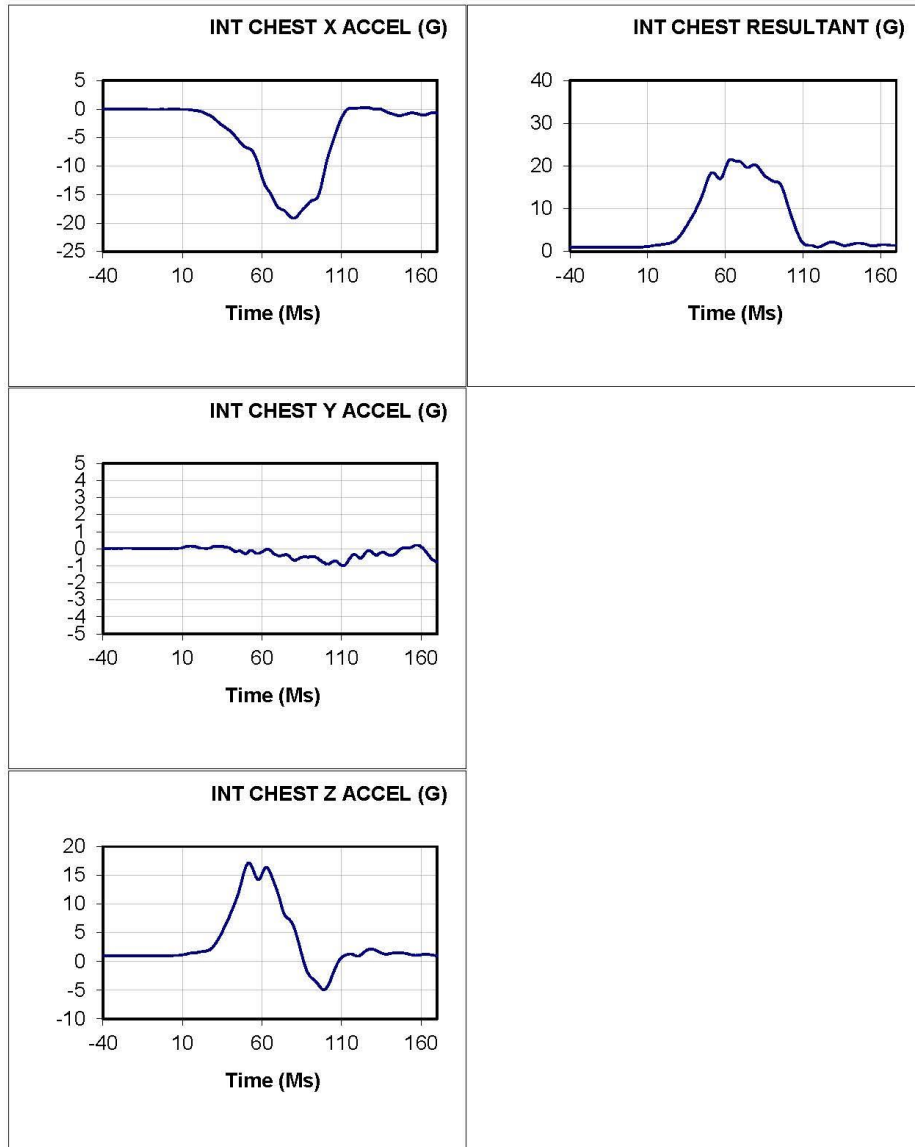 INT CHEST X ACCEL (G)
5
0
-5
-10
-15
-20
-25
-40 10 60 110 160
Time (Ms)
INT CHEST RESULTANT (G)
40
30
20
10
0
-40 10 60 110 160
Time (Ms)
INT CHEST Y ACCEL (G)
5
4
3
2
1
0
-1
-2
-3
-4
-5
-40 10 60 110 160
Time (Ms)
INT CHEST Z ACCEL (G)
20
15
10
5
0
-5
-10
-40 10 60 110 160
Time (Ms)